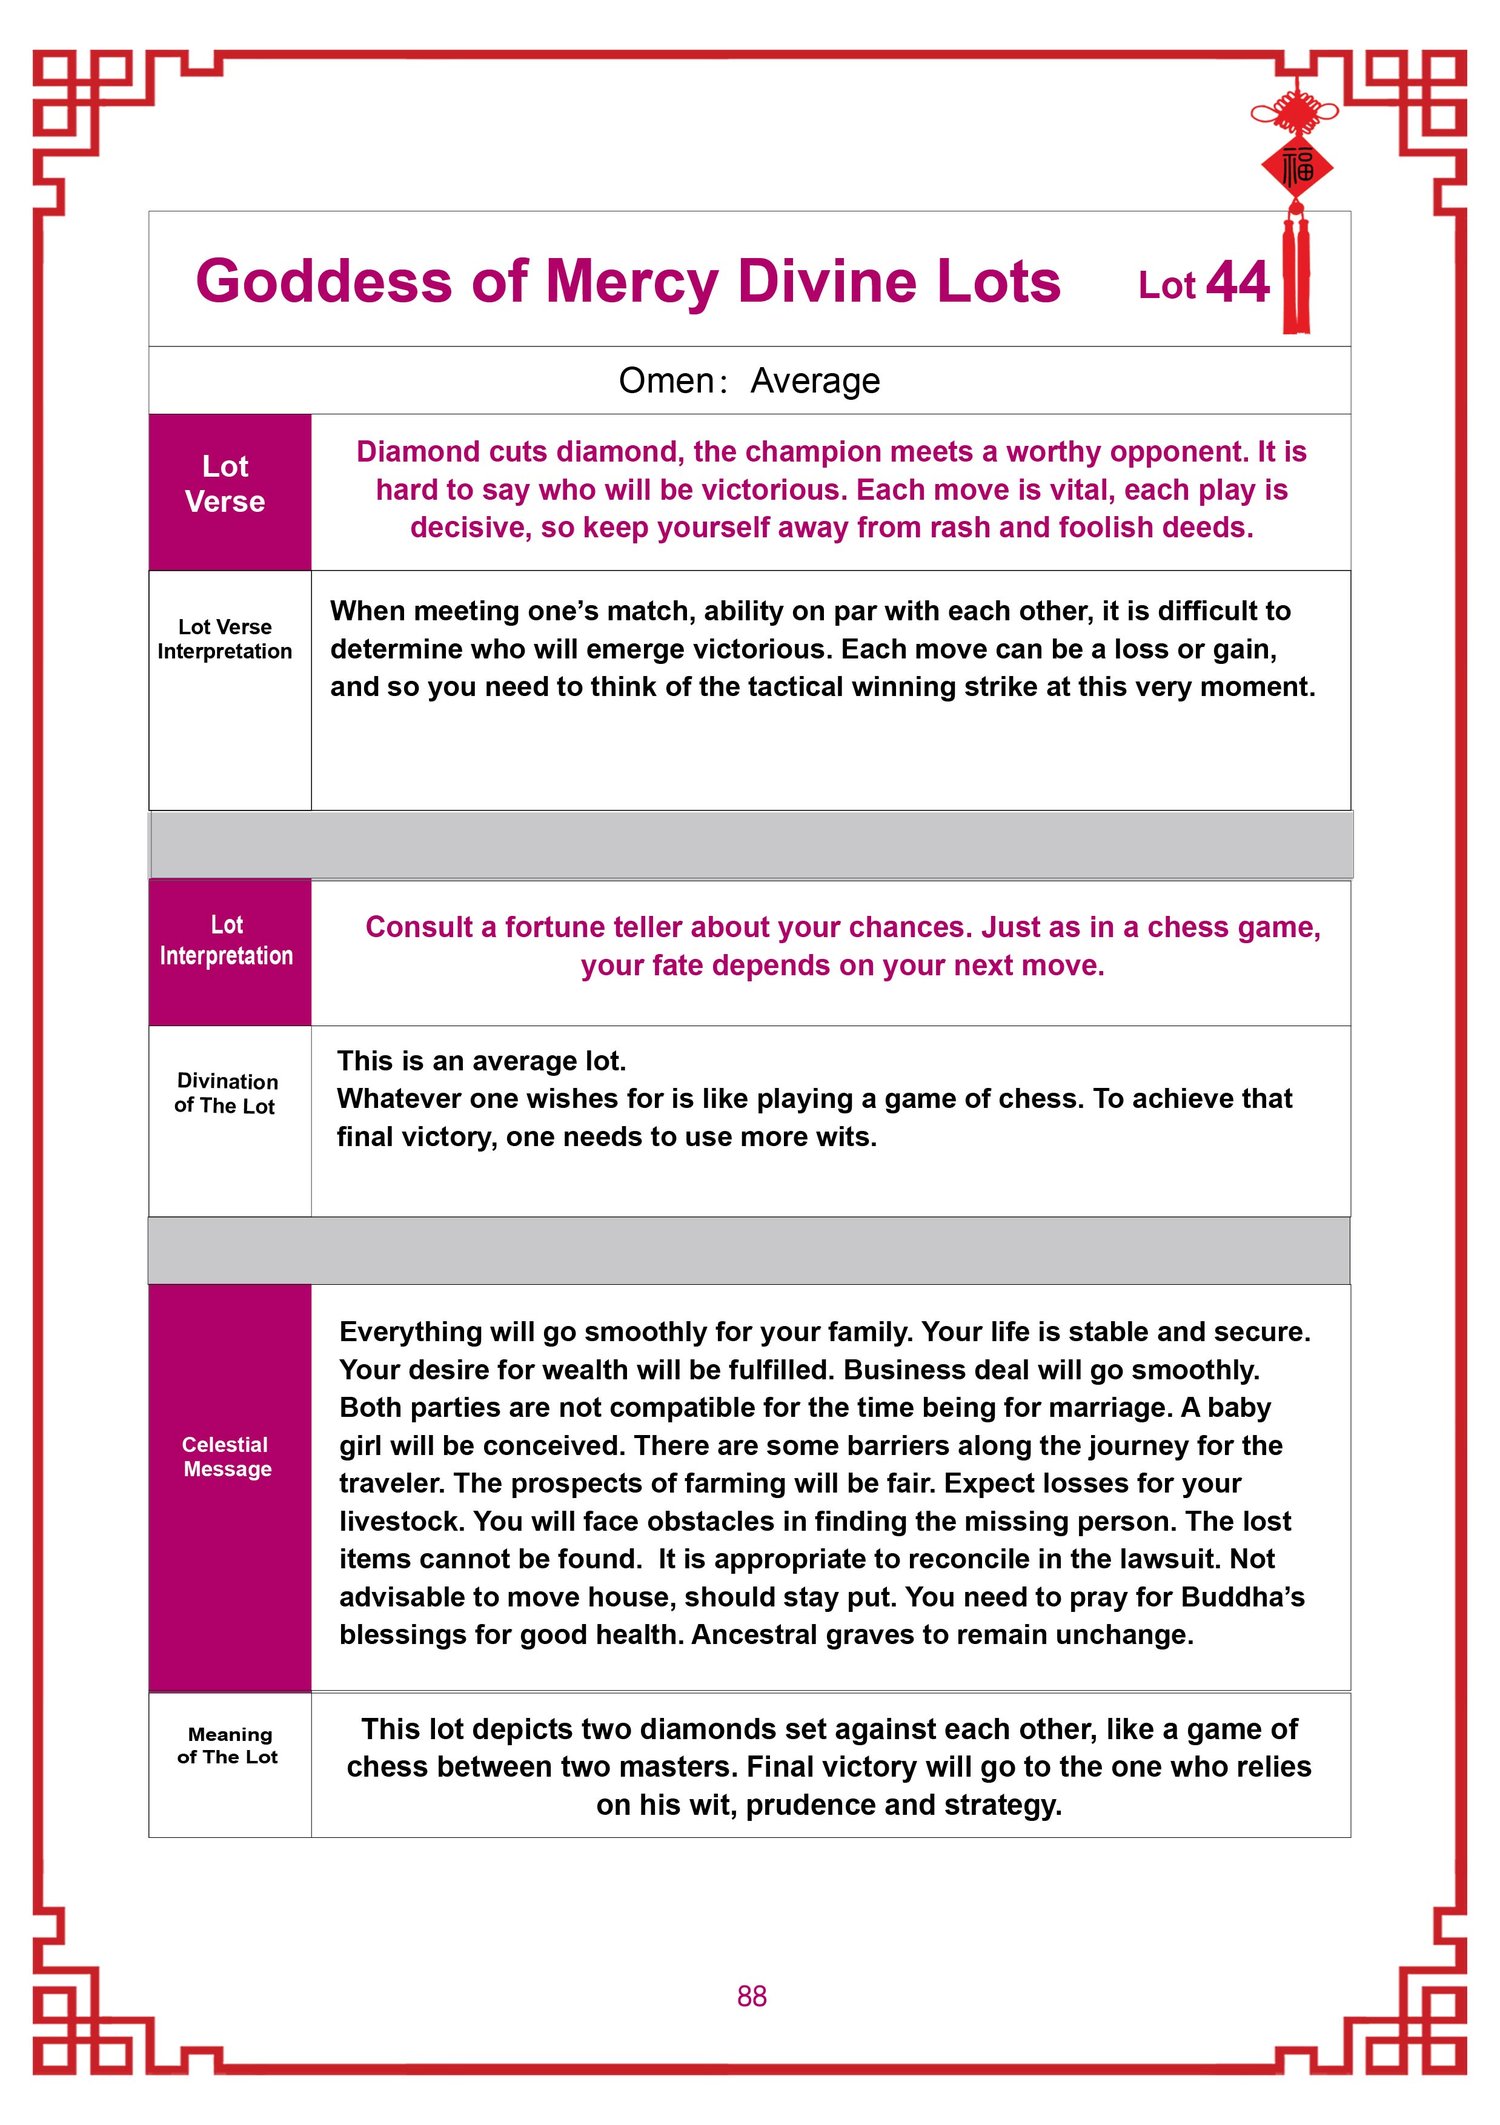 福
Goddess of Mercy Divine Lots Lot 44
Omen： Average
Lot
Verse
Diamond cuts diamond, the champion meets a worthy opponent. It is
hard to say who will be victorious. Each move is vital, each play is
decisive, so keep yourself away from rash and foolish deeds.
Lot Verse
Interpretation
When meeting one’s match, ability on par with each other, it is difficult to
determine who will emerge victorious. Each move can be a loss or gain,
and so you need to think of the tactical winning strike at this very moment.
Lot
Interpretation
Consult a fortune teller about your chances. Just as in a chess game,
your fate depends on your next move.
Divination
of The Lot
This is an average lot.
Whatever one wishes for is like playing a game of chess. To achieve that
final victory, one needs to use more wits.
Celestial
Message
Everything will go smoothly for your family. Your life is stable and secure.
Your desire for wealth will be fulfilled. Business deal will go smoothly.
Both parties are not compatible for the time being for marriage. A baby
girl will be conceived. There are some barriers along the journey for the
traveler. The prospects of farming will be fair. Expect losses for your
livestock. You will face obstacles in finding the missing person. The lost
items cannot be found.  It is appropriate to reconcile in the lawsuit. Not
advisable to move house, should stay put. You need to pray for Buddha’s
blessings for good health. Ancestral graves to remain unchange.
Meaning
of The Lot
This lot depicts two diamonds set against each other, like a game of
chess between two masters. Final victory will go to the one who relies
on his wit, prudence and strategy.
88